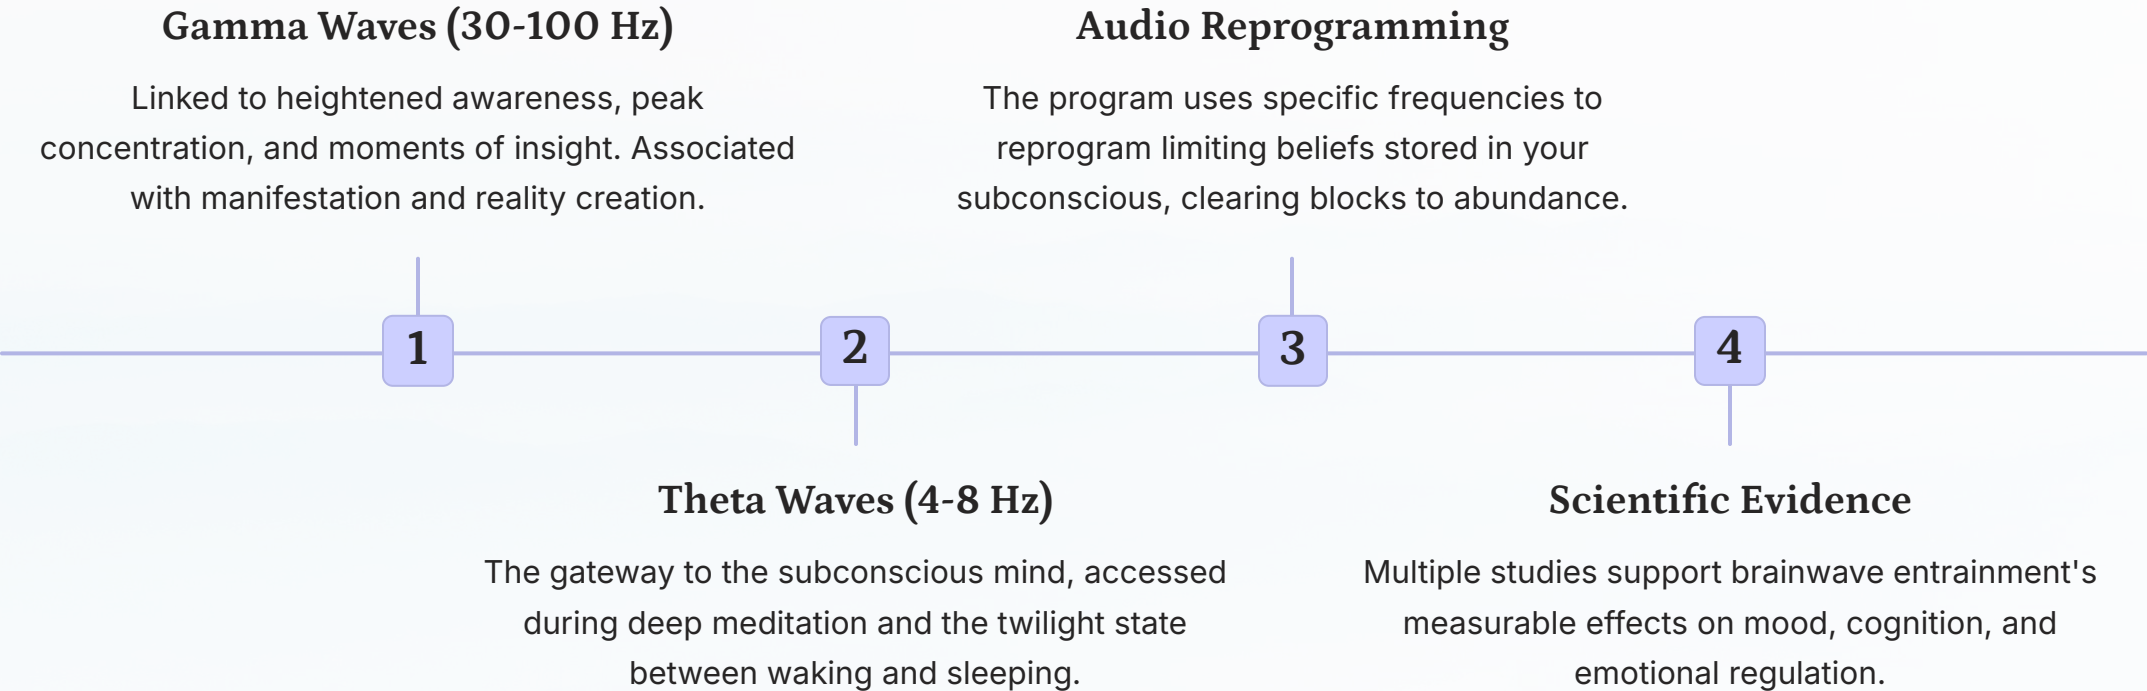 Gamma Waves (30-100 Hz)
Linked to heightened awareness, peak
concentration, and moments of insight. Associated
with manifestation and reality creation.
Audio Reprogramming
The program uses specific frequencies to
reprogram limiting beliefs stored in your
subconscious, clearing blocks to abundance.
1
2
3
4
Theta Waves (4-8 Hz)
The gateway to the subconscious mind, accessed
during deep meditation and the twilight state
between waking and sleeping.
Scientific Evidence
Multiple studies support brainwave entrainment's
measurable effects on mood, cognition, and
emotional regulation.